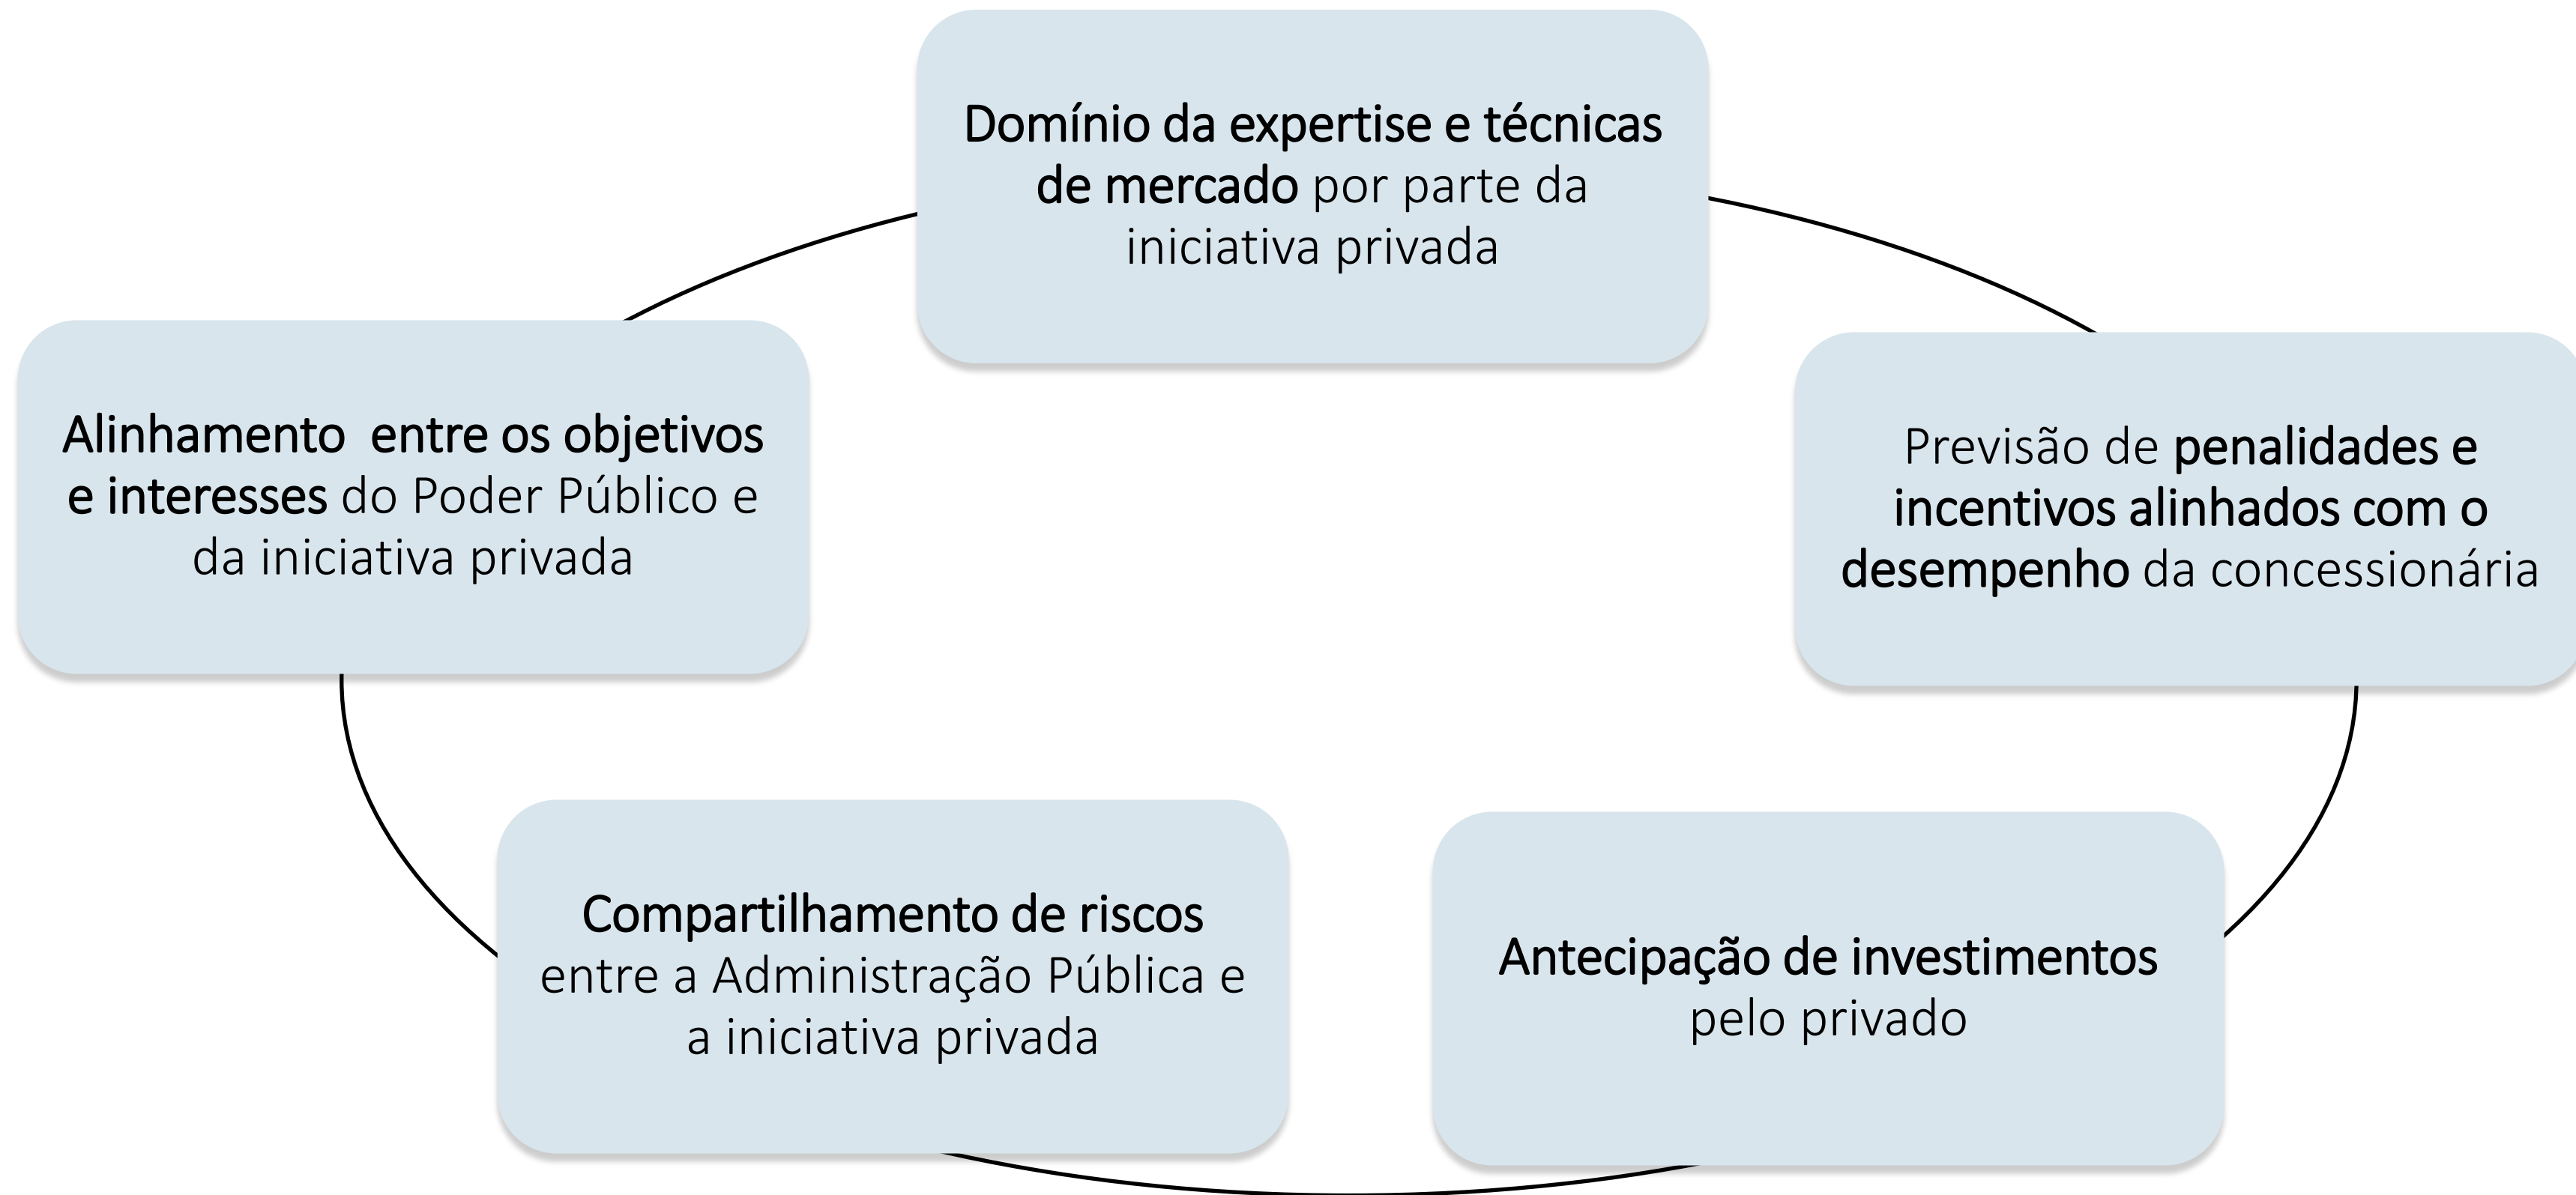 Domínio da expertise e técnicas
de mercado por parte da
iniciativa privada
Alinhamento  entre os objetivos
e interesses do Poder Público e
da iniciativa privada
Previsão de penalidades e
incentivos alinhados com o
desempenho da concessionária
Compartilhamento de riscos
entre a Administração Pública e
a iniciativa privada
Antecipação de investimentos
pelo privado